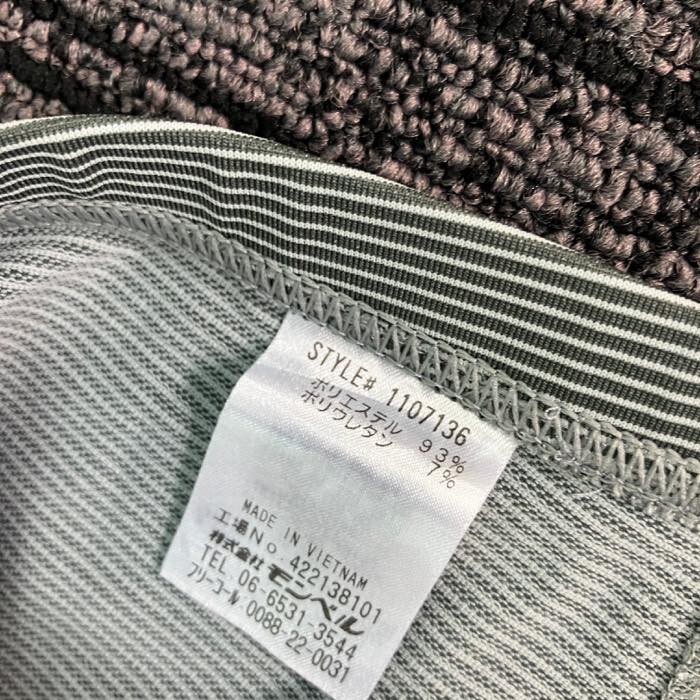 STYLE# 1107136
ポリエステル 93%
ポリウレタン 7%
MADE IN VIETNAM
工場No. 422138101
株式会社 モンベル
TEL 06-6531-3544
フリーコール 0088-22-0031